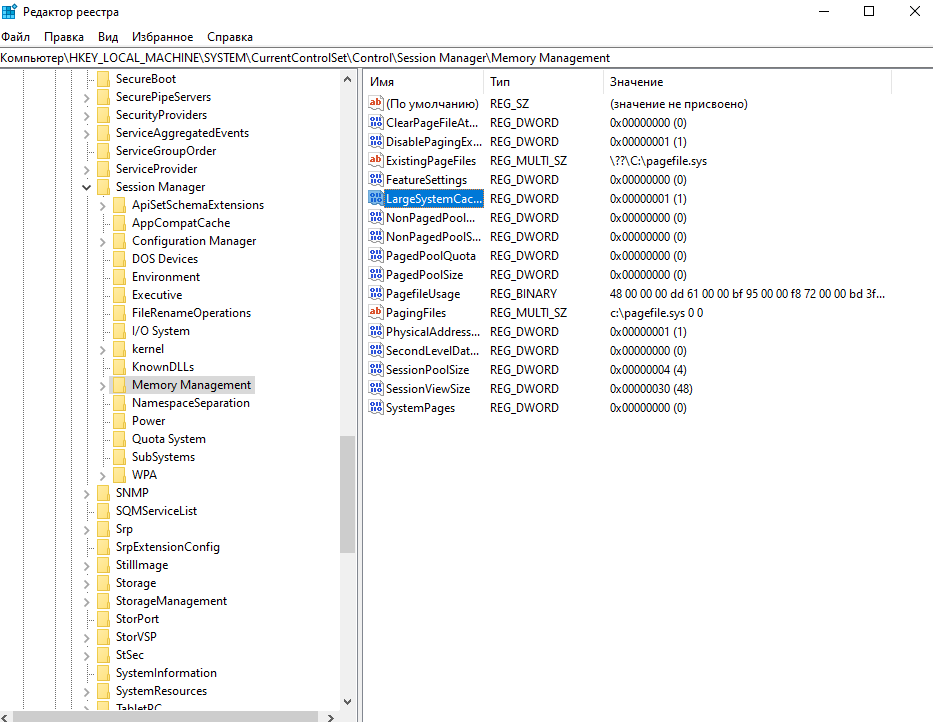 Редактор реестра
Файл Правка Вид Избранное Справка
Компьютер\HKEY_LOCAL_MACHINE\SYSTEM\CurrentControlSet\Control\Session Manager\Memory Management
SecureBoot
SecurePipeServers
SecurityProviders
ServiceAggregatedEvents
ServiceGroupOrder
ServiceProvider
Session Manager
ApiSetSchemaExtensions
AppCompatCache
Configuration Manager
DOS Devices
Environment
Executive
FileRenameOperations
I/O System
kernel
KnownDLLs
Memory Management
NamespaceSeparation
Power
Quota System
SubSystems
WPA
SNMP
SQMServiceList
Srp
SrpExtensionConfig
StillImage
Storage
StorageManagement
StorPort
StorVSP
StSec
SystemInformation
SystemResources
TabletPC
Имя Тип Значение
(По умолчанию) REG_SZ (значение не присвоено)
ClearPageFileAt... REG_DWORD 0x00000000 (0)
DisablePagingEx... REG_DWORD 0x00000001 (1)
ExistingPageFiles REG_MULTI_SZ \??\C:\pagefile.sys
FeatureSettings REG_DWORD 0x00000000 (0)
LargeSystemCac... REG_DWORD 0x00000001 (1)
NonPagedPool... REG_DWORD 0x00000000 (0)
NonPagedPoolS... REG_DWORD 0x00000000 (0)
PagedPoolQuota REG_DWORD 0x00000000 (0)
PagedPoolSize REG_DWORD 0x00000000 (0)
PagefileUsage REG_BINARY 48 00 00 00 dd 61 00 00 bf 95 00 00 f8 72 00 00 bd 3f...
PagingFiles REG_MULTI_SZ c:\pagefile.sys 0 0
PhysicalAddress... REG_DWORD 0x00000001 (1)
SecondLevelDat... REG_DWORD 0x00000000 (0)
SessionPoolSize REG_DWORD 0x00000004 (4)
SessionViewSize REG_DWORD 0x00000030 (48)
SystemPages REG_DWORD 0x00000000 (0)